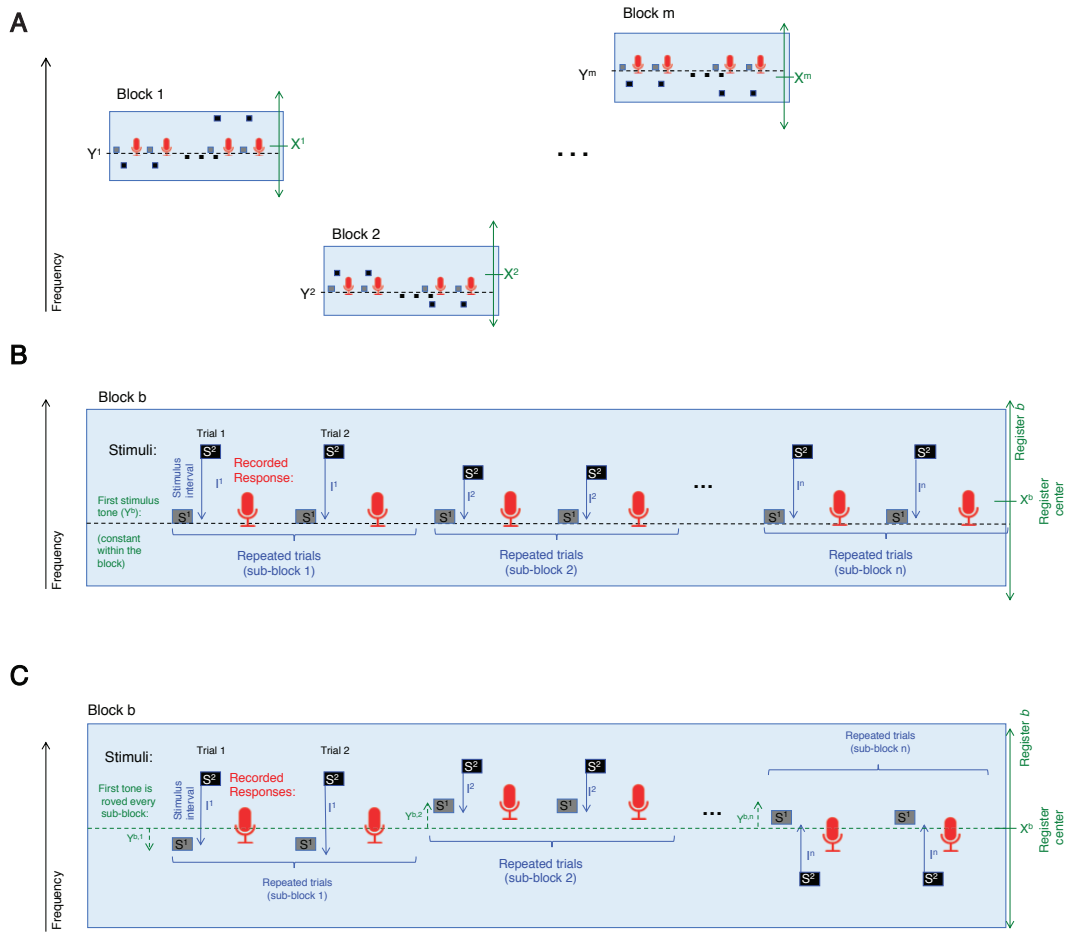 A
Block m
Yᵐ
Xᵐ
Block 1
Y¹
X¹
. . .
. . .
. . .
. . .
Block 2
Y²
X²
Frequency
B
Block b
Stimuli:
Trial 1
Trial 2
S²
S²
S²
S²
S²
S²
Stimulus interval
I¹
Recorded
Response:
I¹
I²
I²
...
Iⁿ
Iⁿ
First stimulus
tone (Yᵇ):
S¹
S¹
S¹
S¹
S¹
S¹
(constant within
the block)
Repeated trials
(sub-block 1)
Repeated trials
(sub-block 2)
Repeated trials
(sub-block n)
Register b
Xᵇ
Register
center
Frequency
C
Block b
Stimuli:
Trial 1
Trial 2
Repeated trials
(sub-block n)
S²
S²
S²
S²
Stimulus interval
I¹
Recorded
Responses:
I¹
I²
I²
First tone is
roved every
sub-block:
Yᵇ,¹
Yᵇ,²
Yᵇ,ⁿ
S¹
S¹
S¹
S¹
S¹
S¹
...
Iⁿ
Iⁿ
S²
S²
Repeated trials
(sub-block 1)
Repeated trials
(sub-block 2)
Register b
Xᵇ
Register
center
Frequency